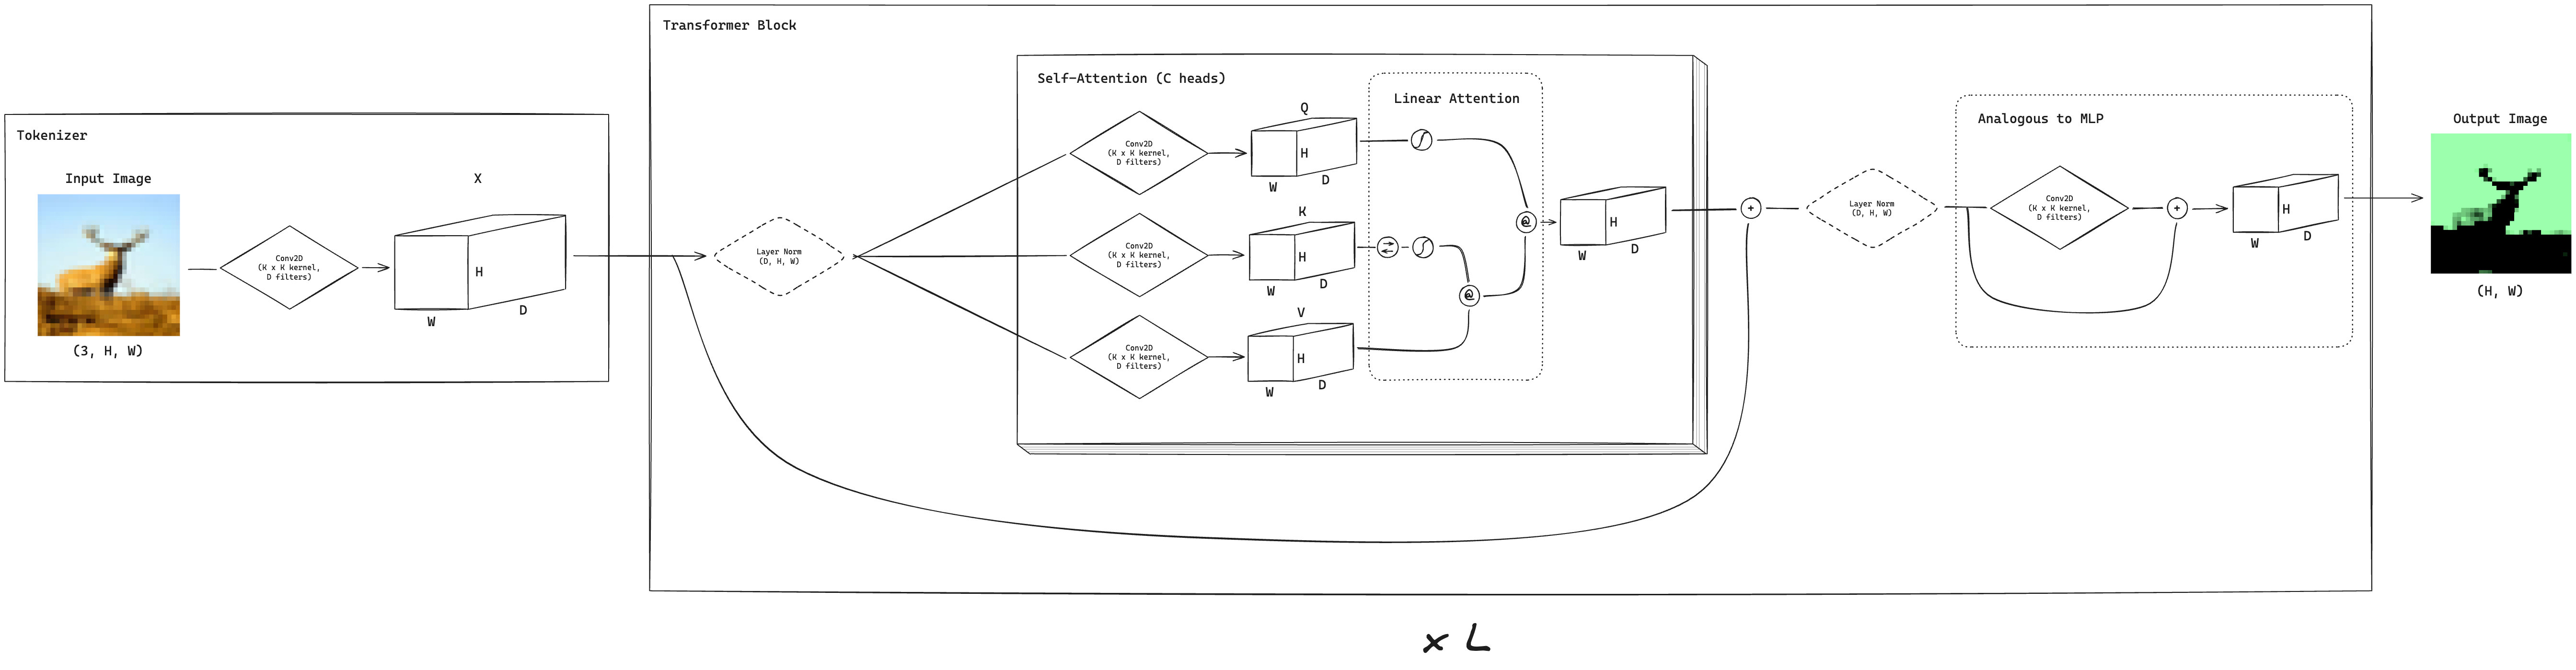 Transformer Block
Tokenizer
Input Image
(3, H, W)
Conv2D
(K x K kernel,
D filters)
X
H
W
D
Layer Norm
(D, H, W)
Self-Attention (C heads)
Conv2D
(K x K kernel,
D filters)
Q
H
W
D
Conv2D
(K x K kernel,
D filters)
K
H
W
D
Conv2D
(K x K kernel,
D filters)
V
H
W
D
Linear Attention
∫
⇄
∫
@
@
H
W
D
+
Layer Norm
(D, H, W)
Analogous to MLP
Conv2D
(K x K kernel,
D filters)
+
H
W
D
Output Image
(H, W)
x L